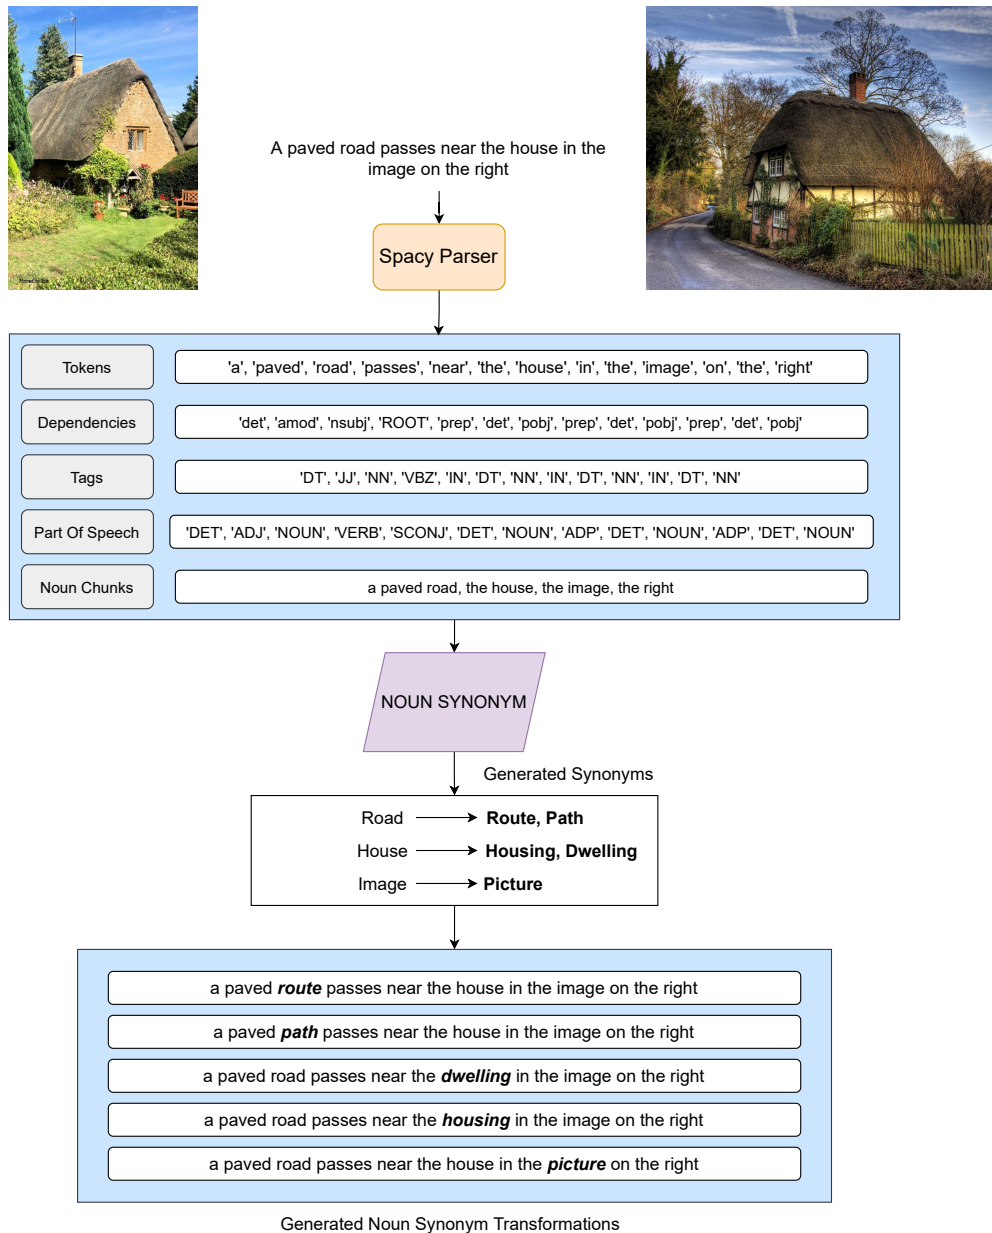 A paved road passes near the house in the
image on the right
Spacy Parser
Tokens
'a', 'paved', 'road', 'passes', 'near', 'the', 'house', 'in', 'the', 'image', 'on', 'the', 'right'
Dependencies
'det', 'amod', 'nsubj', 'ROOT', 'prep', 'det', 'pobj', 'prep', 'det', 'pobj', 'prep', 'det', 'pobj'
Tags
'DT', 'JJ', 'NN', 'VBZ', 'IN', 'DT', 'NN', 'IN', 'DT', 'NN', 'IN', 'DT', 'NN'
Part Of Speech
'DET', 'ADJ', 'NOUN', 'VERB', 'SCONJ', 'DET', 'NOUN', 'ADP', 'DET', 'NOUN', 'ADP', 'DET', 'NOUN'
Noun Chunks
a paved road, the house, the image, the right
NOUN SYNONYM
Generated Synonyms
Road Route, Path
House Housing, Dwelling
Image Picture
a paved route passes near the house in the image on the right
a paved path passes near the house in the image on the right
a paved road passes near the dwelling in the image on the right
a paved road passes near the housing in the image on the right
a paved road passes near the house in the picture on the right
Generated Noun Synonym Transformations